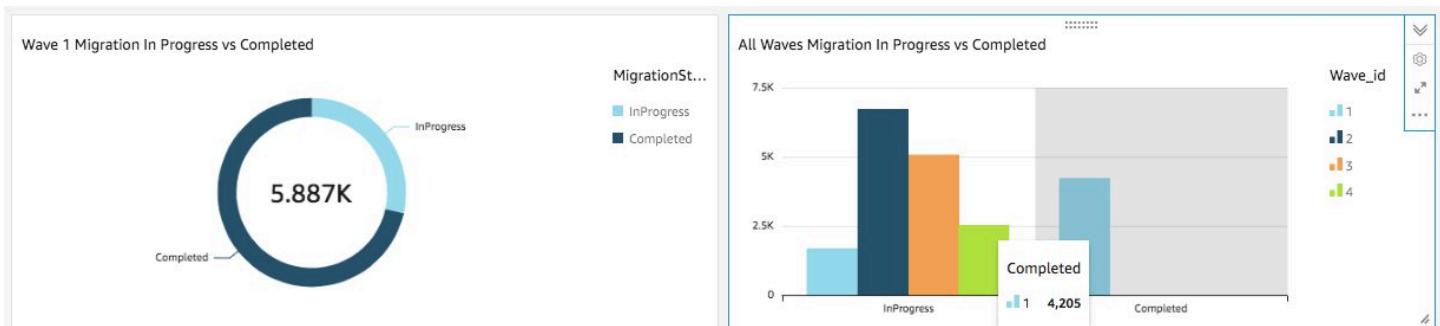 Wave 1 Migration In Progress vs Completed
MigrationSt...
InProgress
Completed
InProgress
Completed
5.887K
All Waves Migration In Progress vs Completed
Wave_id
1
2
3
4
7.5K
5K
2.5K
0
InProgress
Completed
Completed
1 4,205